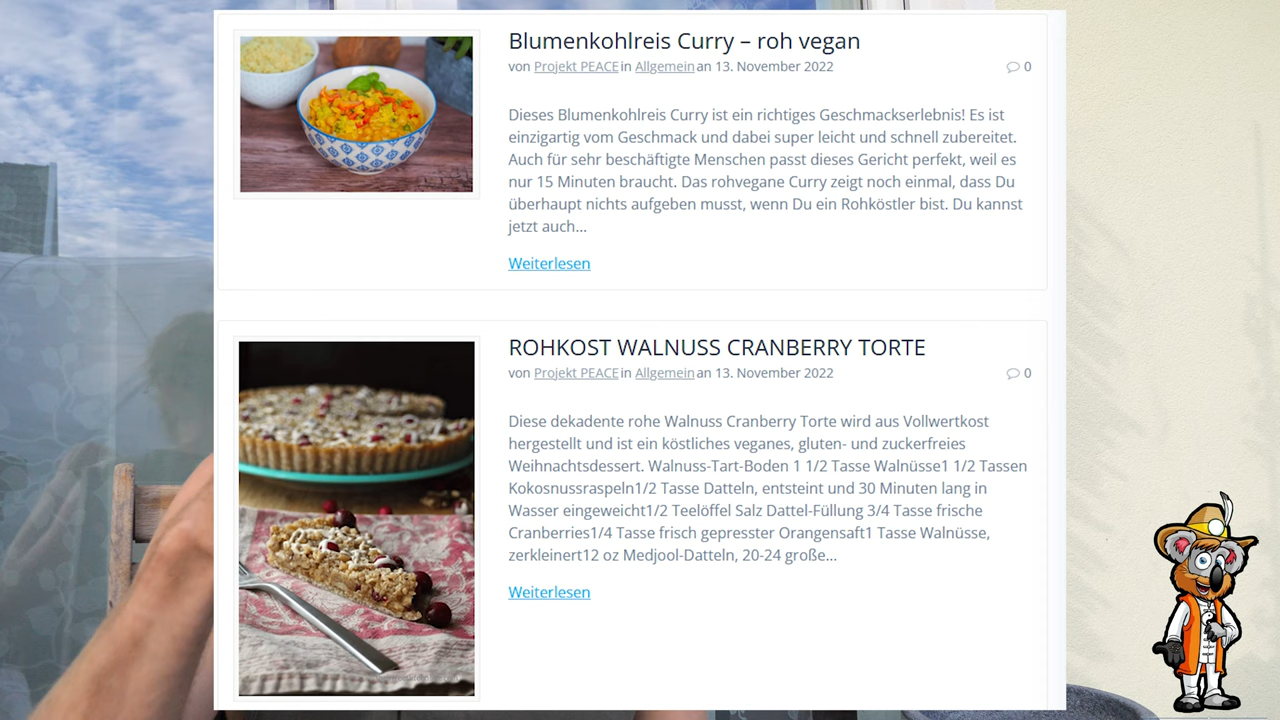 Blumenkohlreis Curry – roh vegan
von Projekt PEACE in Allgemein an 13. November 2022 0
Dieses Blumenkohlreis Curry ist ein richtiges Geschmackserlebnis! Es ist
einzigartig vom Geschmack und dabei super leicht und schnell zubereitet.
Auch für sehr beschäftigte Menschen passt dieses Gericht perfekt, weil es
nur 15 Minuten braucht. Das rohvegane Curry zeigt noch einmal, dass Du
überhaupt nichts aufgeben musst, wenn Du ein Rohköstler bist. Du kannst
jetzt auch...
Weiterlesen
ROHKOST WALNUSS CRANBERRY TORTE
von Projekt PEACE in Allgemein an 13. November 2022 0
Diese dekadente rohe Walnuss Cranberry Torte wird aus Vollwertkost
hergestellt und ist ein köstliches veganes, gluten- und zuckerfreies
Weihnachtsdessert. Walnuss-Tart-Boden 1 1/2 Tasse Walnüsse1 1/2 Tassen
Kokosnussraspeln1/2 Tasse Datteln, entsteint und 30 Minuten lang in
Wasser eingeweicht1/2 Teelöffel Salz Dattel-Füllung 3/4 Tasse frische
Cranberries1/4 Tasse frisch gepresster Orangensaft1 Tasse Walnüsse,
zerkleinert12 oz Medjool-Datteln, 20-24 große...
Weiterlesen